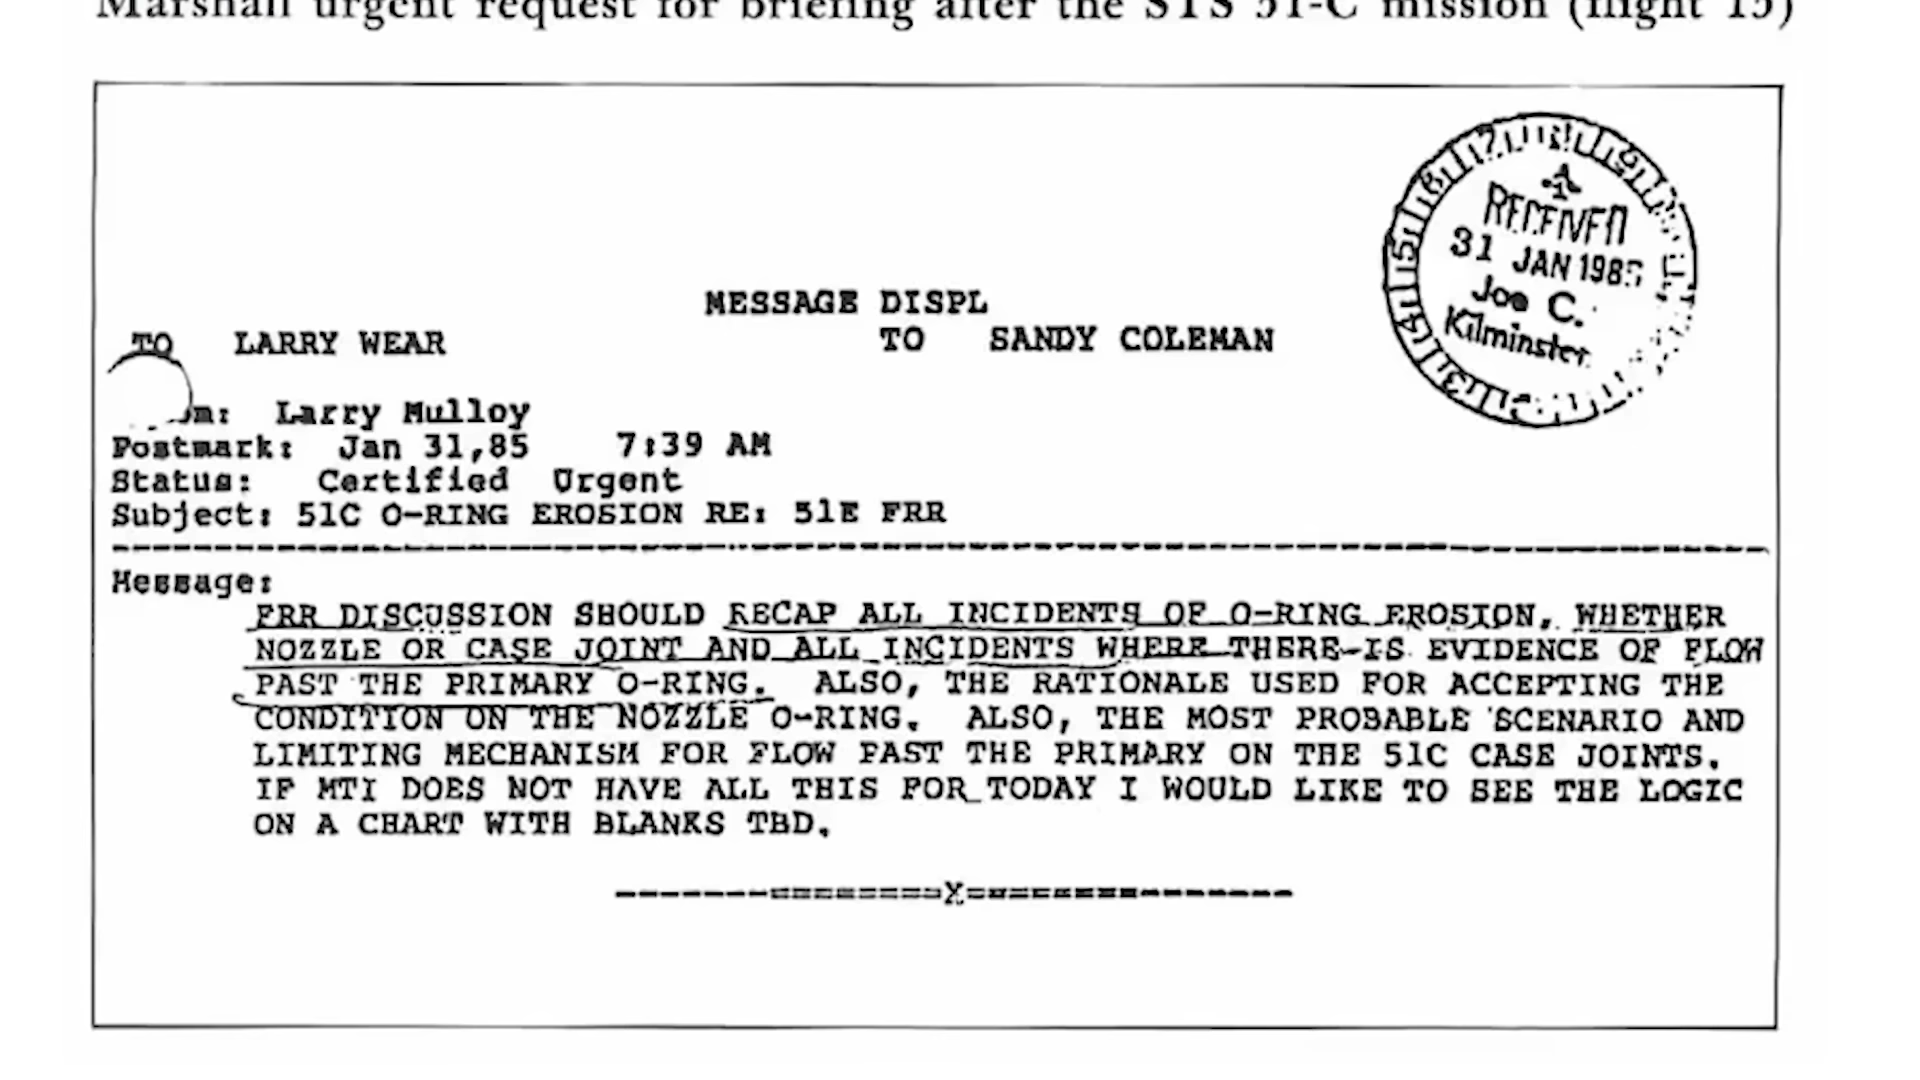 Marshall urgent request for briefing after the STS 51-C mission (flight 15)
RECEIVED
31 JAN 1985
Joe C.
Kilminster
MESSAGE DISPL
TO LARRY WEAR TO SANDY COLEMAN
Larry Mulloy
Postmark: Jan 31,85 7:39 AM
Status: Certified Urgent
Subject: 51C O-RING EROSION RE: 51E FRR
Message:
FRR DISCUSSION SHOULD RECAP ALL INCIDENTS OF O-RING EROSION, WHETHER
NOZZLE OR CASE JOINT AND ALL INCIDENTS WHERE THERE IS EVIDENCE OF FLOW
PAST THE PRIMARY O-RING. ALSO, THE RATIONALE USED FOR ACCEPTING THE
CONDITION ON THE NOZZLE O-RING. ALSO, THE MOST PROBABLE SCENARIO AND
LIMITING MECHANISM FOR FLOW PAST THE PRIMARY ON THE 51C CASE JOINTS.
IF MTI DOES NOT HAVE ALL THIS FOR TODAY I WOULD LIKE TO SEE THE LOGIC
ON A CHART WITH BLANKS TBD.